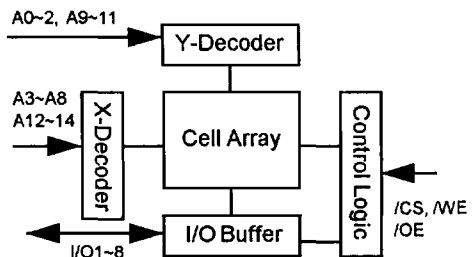 A0~2, A9~11
Y-Decoder
A3~A8
A12~14
X-Decoder
Cell Array
Control Logic
/CS, /WE
/OE
I/O Buffer
I/O1~8